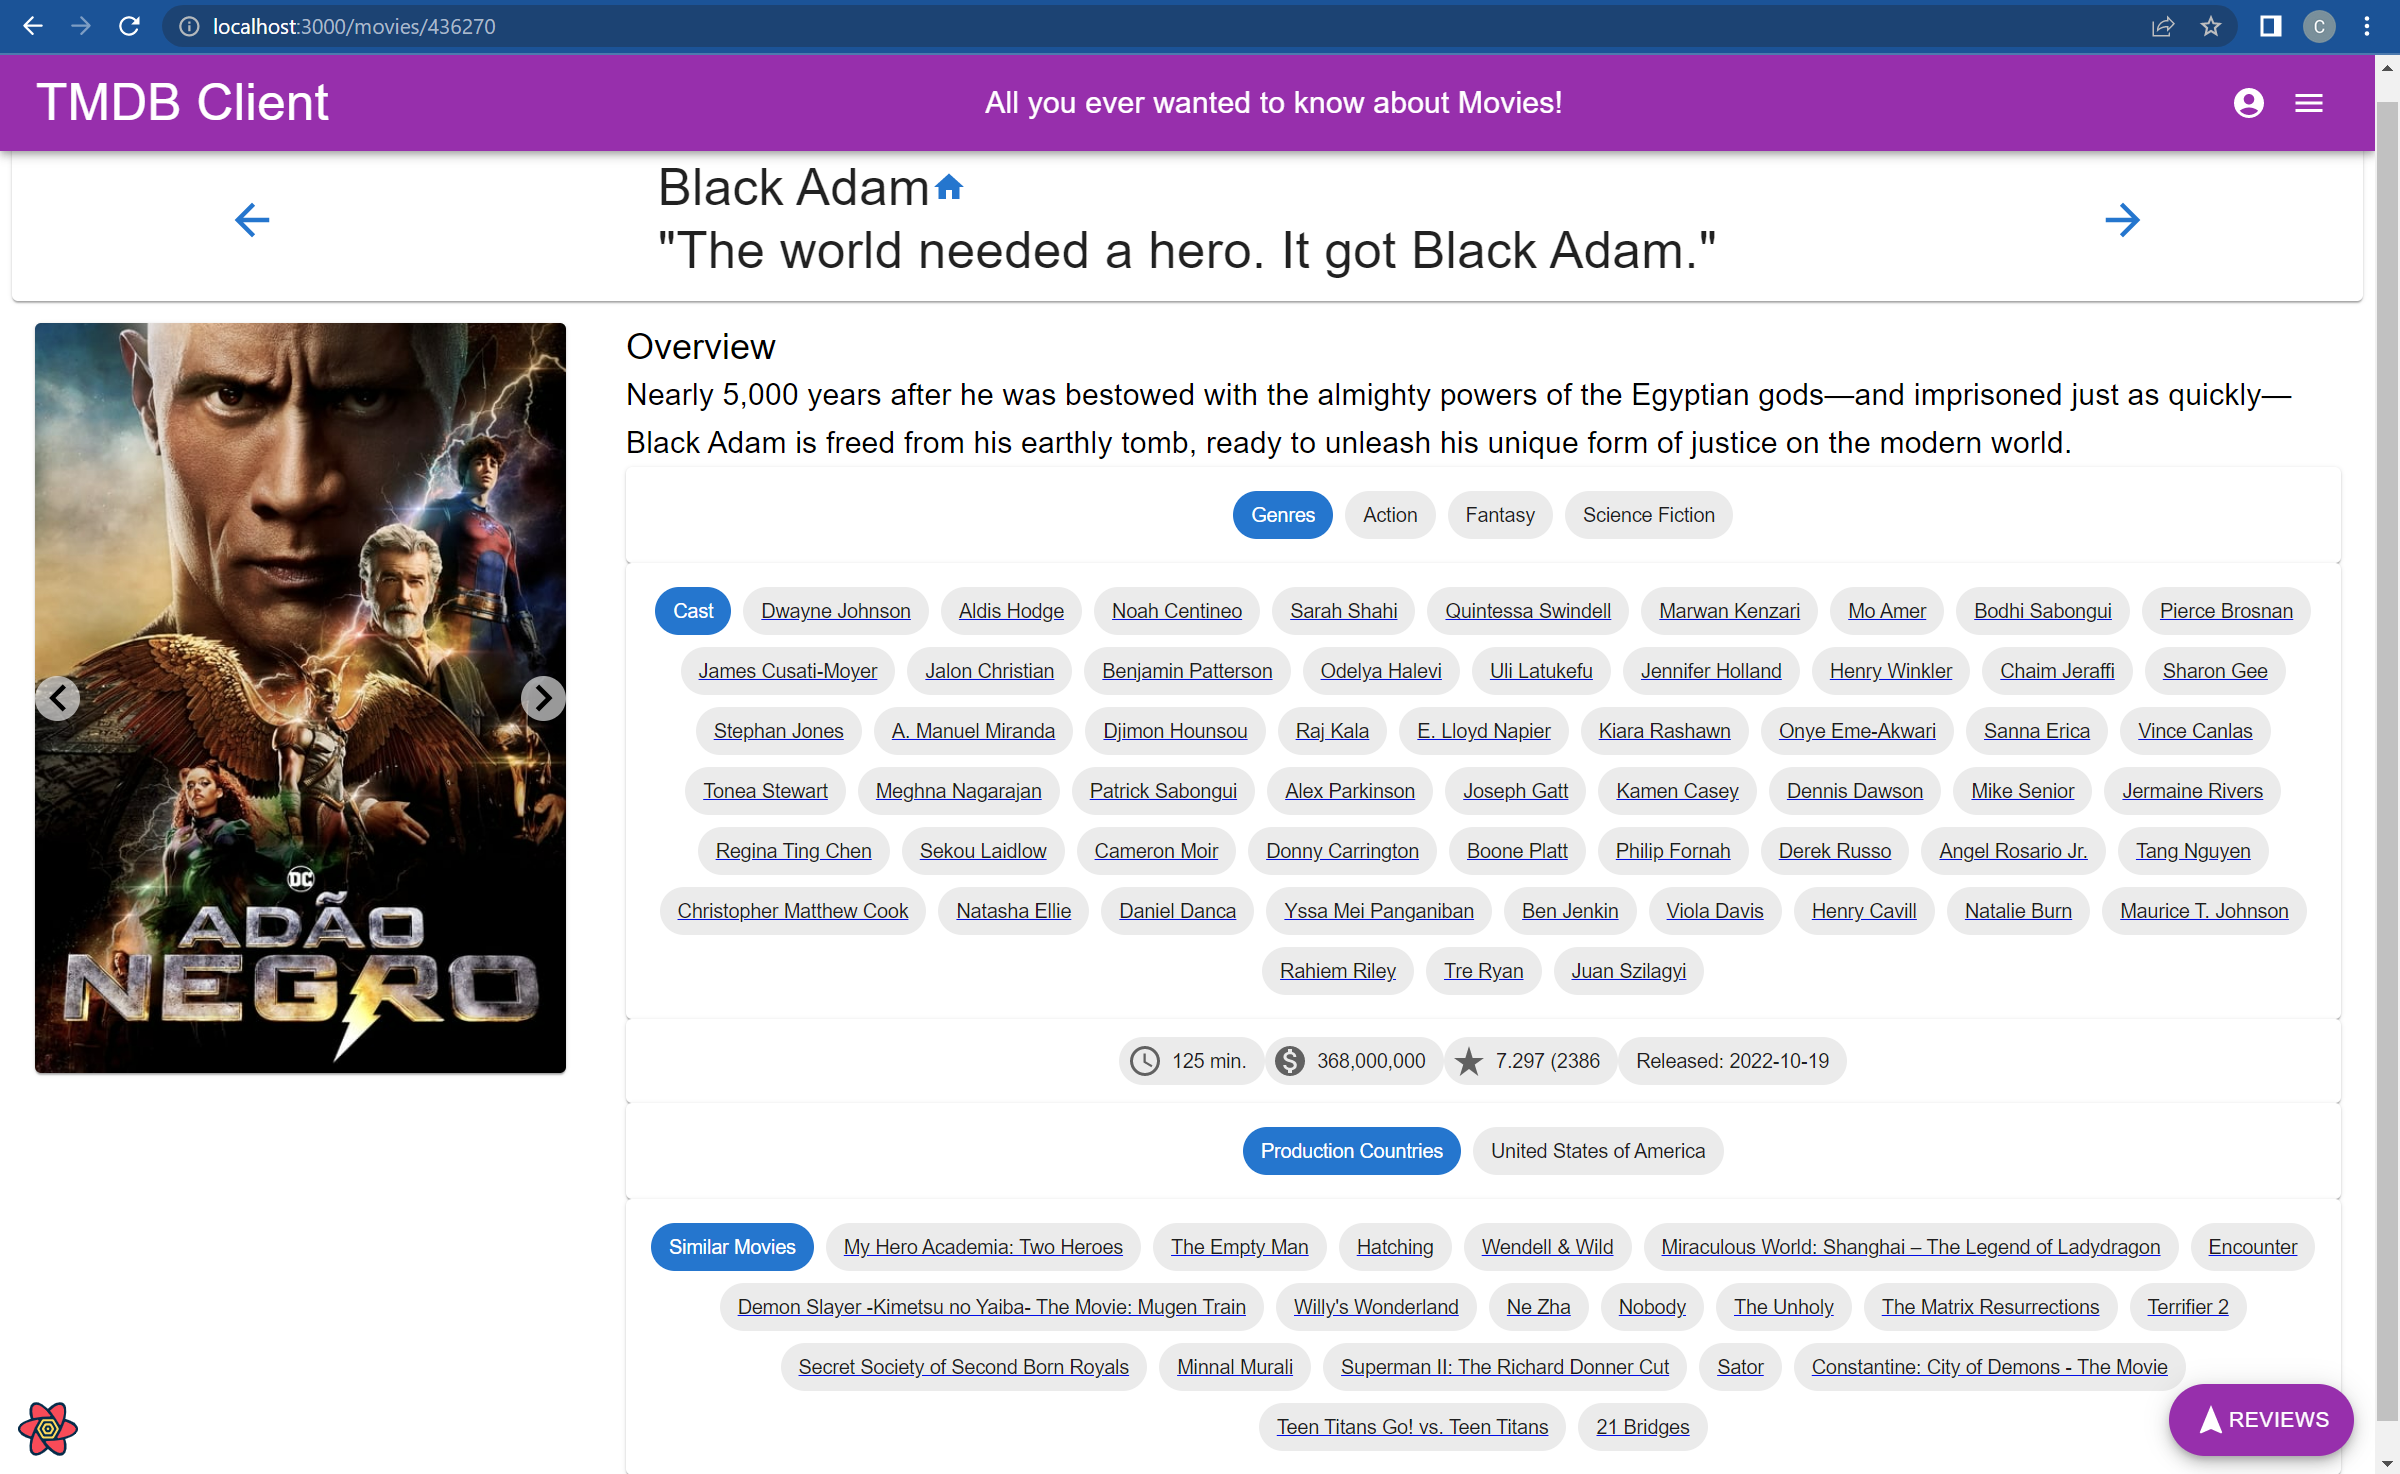 localhost:3000/movies/436270
C
TMDB Client
All you ever wanted to know about Movies!
Black Adam
"The world needed a hero. It got Black Adam."
DC
ADÃO
NEGRO
Overview
Nearly 5,000 years after he was bestowed with the almighty powers of the Egyptian gods—and imprisoned just as quickly—
Black Adam is freed from his earthly tomb, ready to unleash his unique form of justice on the modern world.
Genres Action Fantasy Science Fiction
Cast Dwayne Johnson Aldis Hodge Noah Centineo Sarah Shahi Quintessa Swindell Marwan Kenzari Mo Amer Bodhi Sabongui Pierce Brosnan
James Cusati-Moyer Jalon Christian Benjamin Patterson Odelya Halevi Uli Latukefu Jennifer Holland Henry Winkler Chaim Jeraffi Sharon Gee
Stephan Jones A. Manuel Miranda Djimon Hounsou Raj Kala E. Lloyd Napier Kiara Rashawn Onye Eme-Akwari Sanna Erica Vince Canlas
Tonea Stewart Meghna Nagarajan Patrick Sabongui Alex Parkinson Joseph Gatt Kamen Casey Dennis Dawson Mike Senior Jermaine Rivers
Regina Ting Chen Sekou Laidlow Cameron Moir Donny Carrington Boone Platt Philip Fornah Derek Russo Angel Rosario Jr. Tang Nguyen
Christopher Matthew Cook Natasha Ellie Daniel Danca Yssa Mei Panganiban Ben Jenkin Viola Davis Henry Cavill Natalie Burn Maurice T. Johnson
Rahiem Riley Tre Ryan Juan Szilagyi
125 min. $ 368,000,000 7.297 (2386 Released: 2022-10-19
Production Countries United States of America
Similar Movies My Hero Academia: Two Heroes The Empty Man Hatching Wendell & Wild Miraculous World: Shanghai – The Legend of Ladydragon Encounter
Demon Slayer -Kimetsu no Yaiba- The Movie: Mugen Train Willy's Wonderland Ne Zha Nobody The Unholy The Matrix Resurrections Terrifier 2
Secret Society of Second Born Royals Minnal Murali Superman II: The Richard Donner Cut Sator Constantine: City of Demons - The Movie
Teen Titans Go! vs. Teen Titans 21 Bridges
REVIEWS